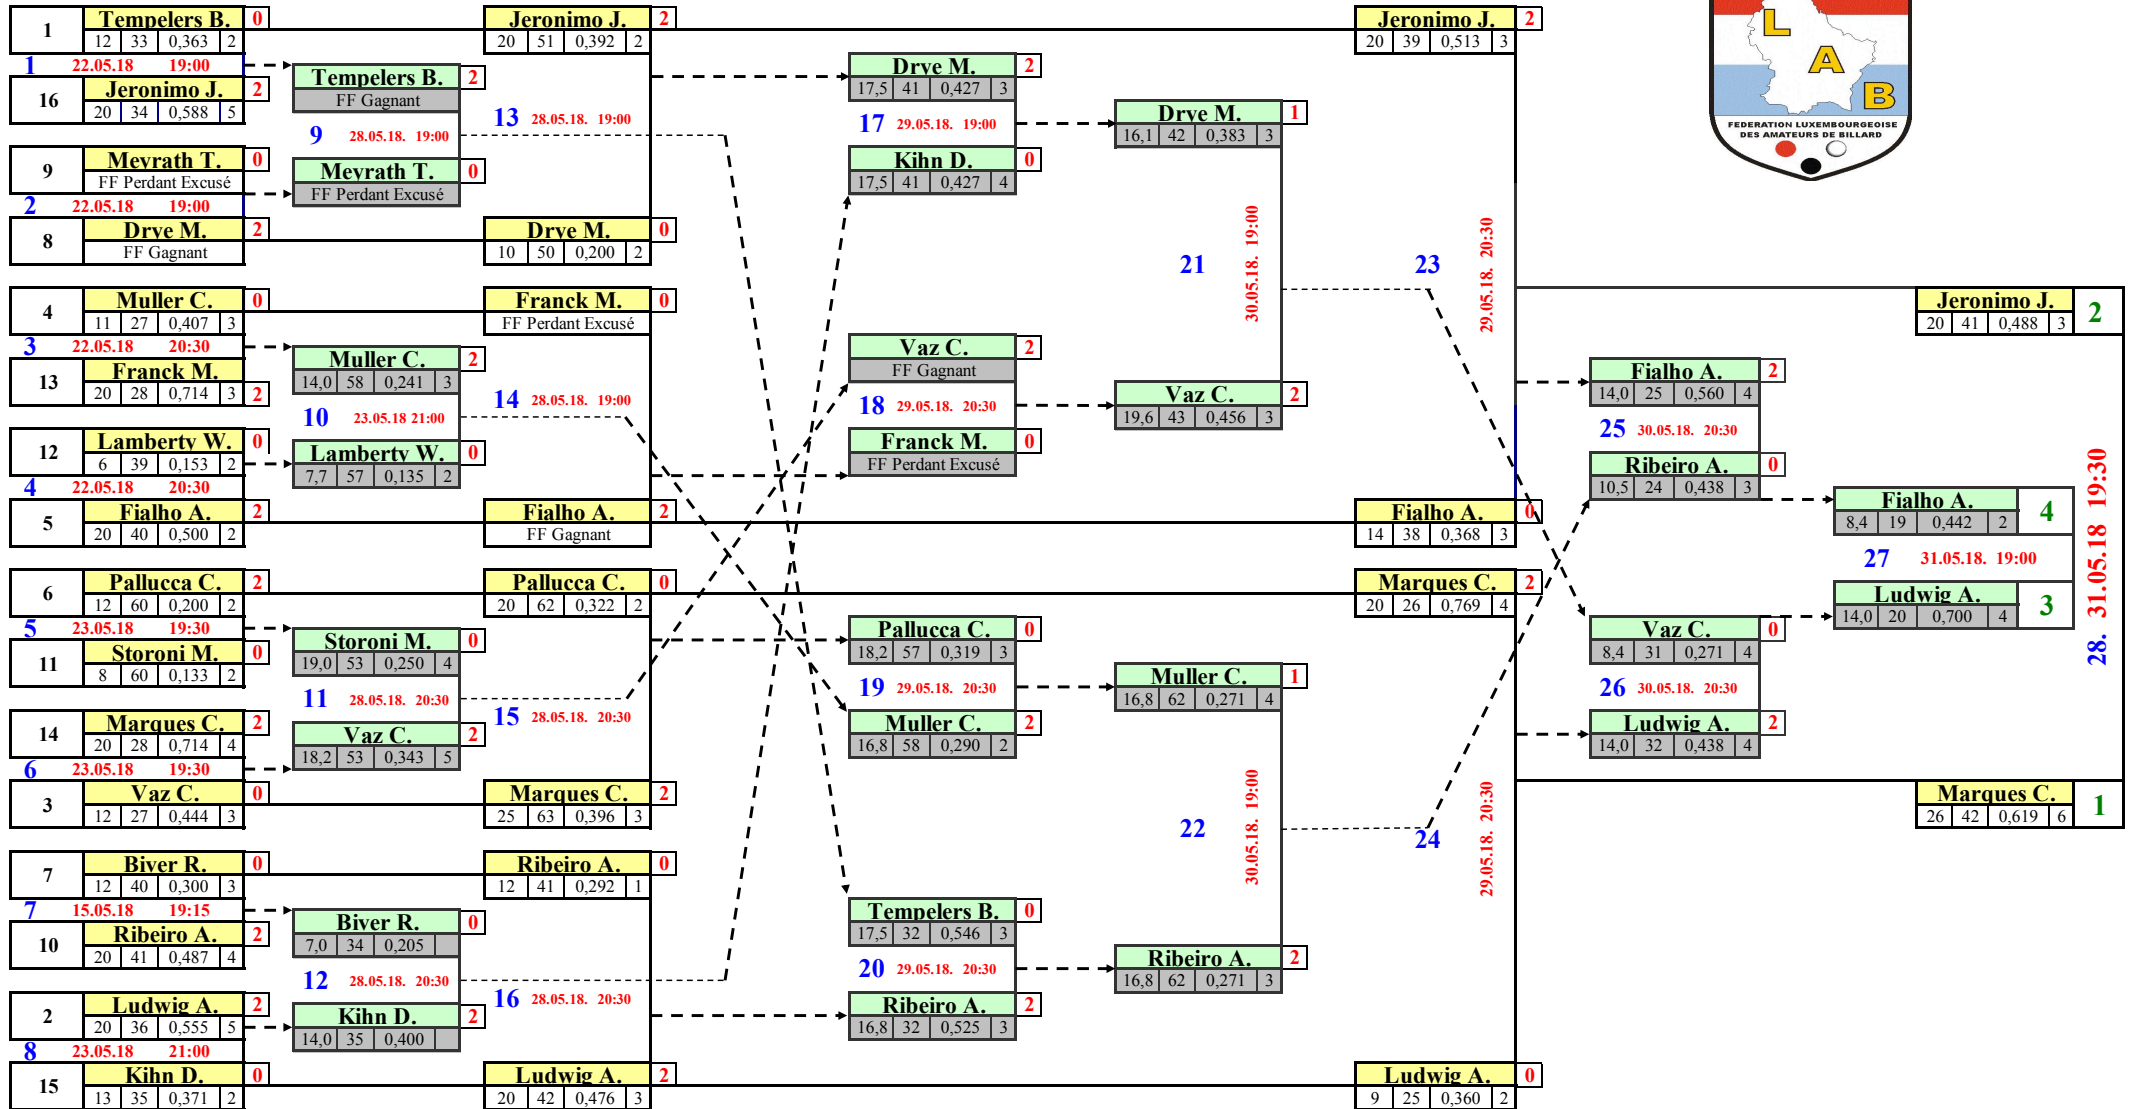 1 Tempelers B. 0
12 33 0,363 2
1 22.05.18 19:00
16 Jeronimo J. 2
20 34 0,588 5
9 Meyrath T. 0
FF Perdant Excusé
2 22.05.18 19:00
8 Drye M. 2
FF Gagnant
4 Muller C. 0
11 27 0,407 3
3 22.05.18 20:30
13 Franck M.
20 28 0,714 3 2
12 Lamberty W. 0
6 39 0,153 2
4 22.05.18 20:30
5 Fialho A. 2
20 40 0,500 2
6 Pallucca C. 2
12 60 0,200 2
5 23.05.18 19:30
11 Storoni M. 0
8 60 0,133 2
14 Marques C. 2
20 28 0,714 4
6 23.05.18 19:30
3 Vaz C. 0
12 27 0,444 3
7 Biver R. 0
12 40 0,300 3
7 15.05.18 19:15
10 Ribeiro A. 2
20 41 0,487 4
2 Ludwig A. 2
20 36 0,555 5
8 23.05.18 21:00
15 Kihn D. 0
13 35 0,371 2
Tempelers B. 2
FF Gagnant
9 28.05.18. 19:00
Meyrath T. 0
FF Perdant Excusé
Muller C. 2
14,0 58 0,241 3
10 23.05.18 21:00
Lamberty W. 0
7,7 57 0,135 2
Storoni M. 0
19,0 53 0,250 4
11 28.05.18. 20:30
Vaz C. 2
18,2 53 0,343 5
Biver R. 0
7,0 34 0,205
12 28.05.18. 20:30
Kihn D. 2
14,0 35 0,400
Jeronimo J. 2
20 51 0,392 2
13 28.05.18. 19:00
Drye M. 0
10 50 0,200 2
Franck M. 0
FF Perdant Excusé
14 28.05.18. 19:00
Fialho A. 2
FF Gagnant
Pallucca C. 0
20 62 0,322 2
15 28.05.18. 20:30
Marques C. 2
25 63 0,396 3
Ribeiro A. 0
12 41 0,292 1
16 28.05.18. 20:30
Ludwig A. 2
20 42 0,476 3
Drye M. 2
17,5 41 0,427 3
17 29.05.18. 19:00
Kihn D. 0
17,5 41 0,427 4
Vaz C. 2
FF Gagnant
18 29.05.18. 20:30
Franck M. 0
FF Perdant Excusé
Pallucca C. 0
18,2 57 0,319 3
19 29.05.18. 20:30
Muller C. 2
16,8 58 0,290 2
Tempelers B. 0
17,5 32 0,546 3
20 29.05.18. 20:30
Ribeiro A. 2
16,8 32 0,525 3
Drye M. 1
16,1 42 0,383 3
21 30.05.18. 19:00
Vaz C. 2
19,6 43 0,456 3
Muller C. 1
16,8 62 0,271 4
22 30.05.18. 19:00
Ribeiro A. 2
16,8 62 0,271 3
Jeronimo J. 2
20 39 0,513 3
23 29.05.18. 20:30
Fialho A. 0
14 38 0,368 3
Marques C. 2
20 26 0,769 4
24 29.05.18. 20:30
Ludwig A. 0
9 25 0,360 2
Fialho A. 2
14,0 25 0,560 4
25 30.05.18. 20:30
Ribeiro A. 0
10,5 24 0,438 3
Vaz C. 0
8,4 31 0,271 4
26 30.05.18. 20:30
Ludwig A. 2
14,0 32 0,438 4
Fialho A. 4
8,4 19 0,442 2
27 31.05.18. 19:00
Ludwig A. 3
14,0 20 0,700 4
Jeronimo J. 2
20 41 0,488 3
28. 31.05.18 19:30
Marques C. 1
26 42 0,619 6
L
A
B
FEDERATION LUXEMBOURGEOISE
DES AMATEURS DE BILLARD